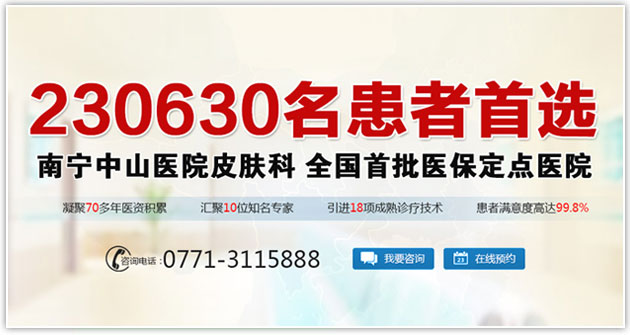 230630名患者首选
南宁中山医院皮肤科 全国首批医保定点医院
凝聚70多年医资积累 汇聚10位知名专家 引进18项成熟诊疗技术 患者满意度高达99.8%
咨询电话：0771-3115888 我要咨询 23 在线预约